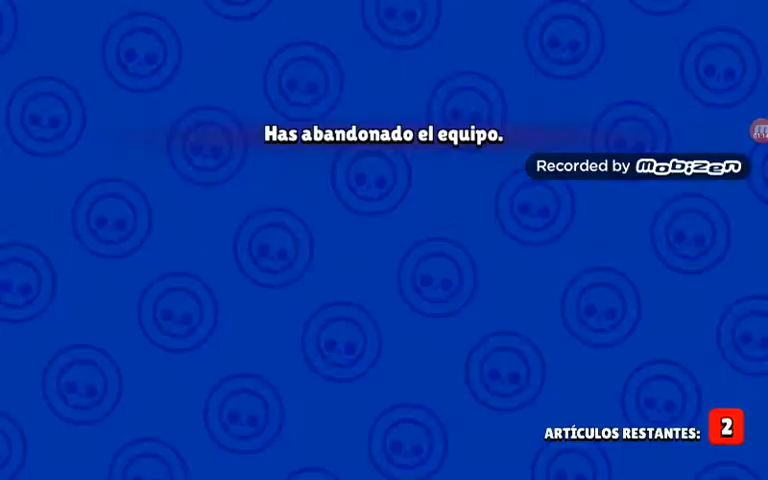 Has abandonado el equipo.
Recorded by mobizen
ARTÍCULOS RESTANTES: 2